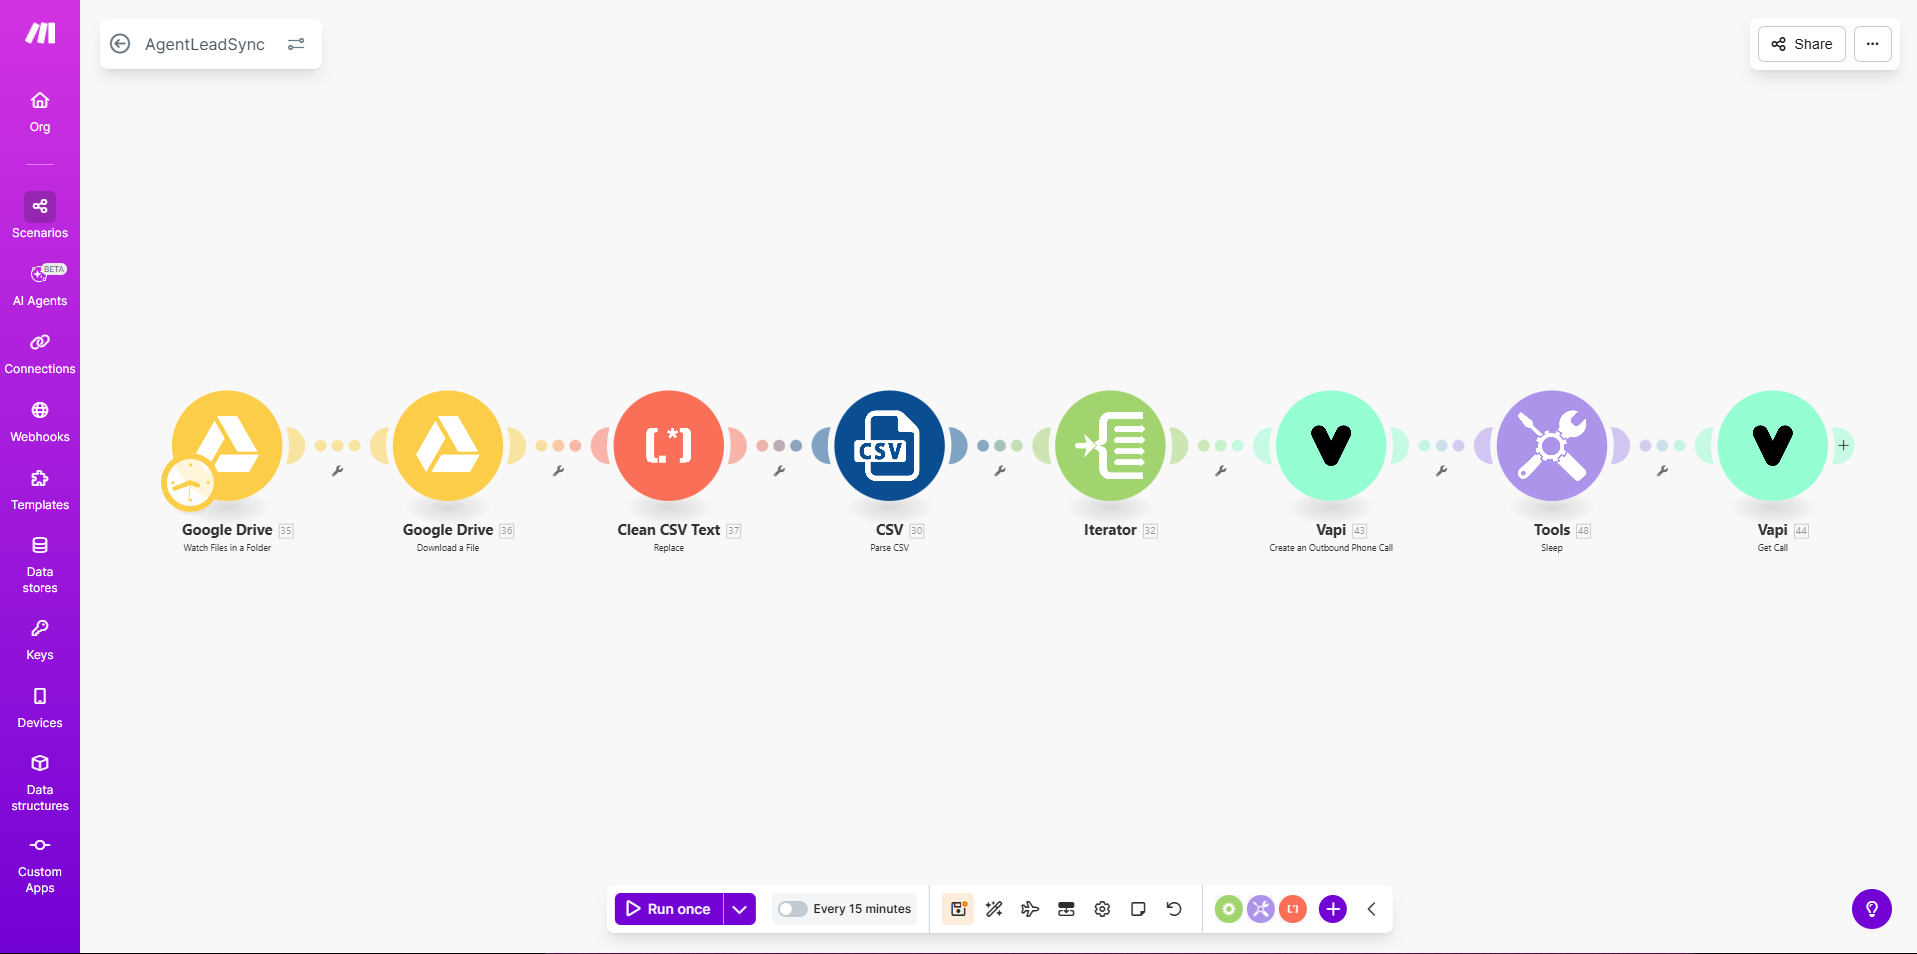 AgentLeadSync
Share
Org
Scenarios
BETA
AI Agents
Connections
Webhooks
Templates
Data
stores
Keys
Devices
Data
structures
Custom
Apps
Google Drive 35
Watch Files in a Folder
Google Drive 36
Download a File
[.*]
Clean CSV Text 37
Replace
CSV
CSV 30
Parse CSV
Iterator 32
Vapi 43
Create an Outbound Phone Call
Tools 48
Sleep
Vapi 44
Get Call
Run once
Every 15 minutes